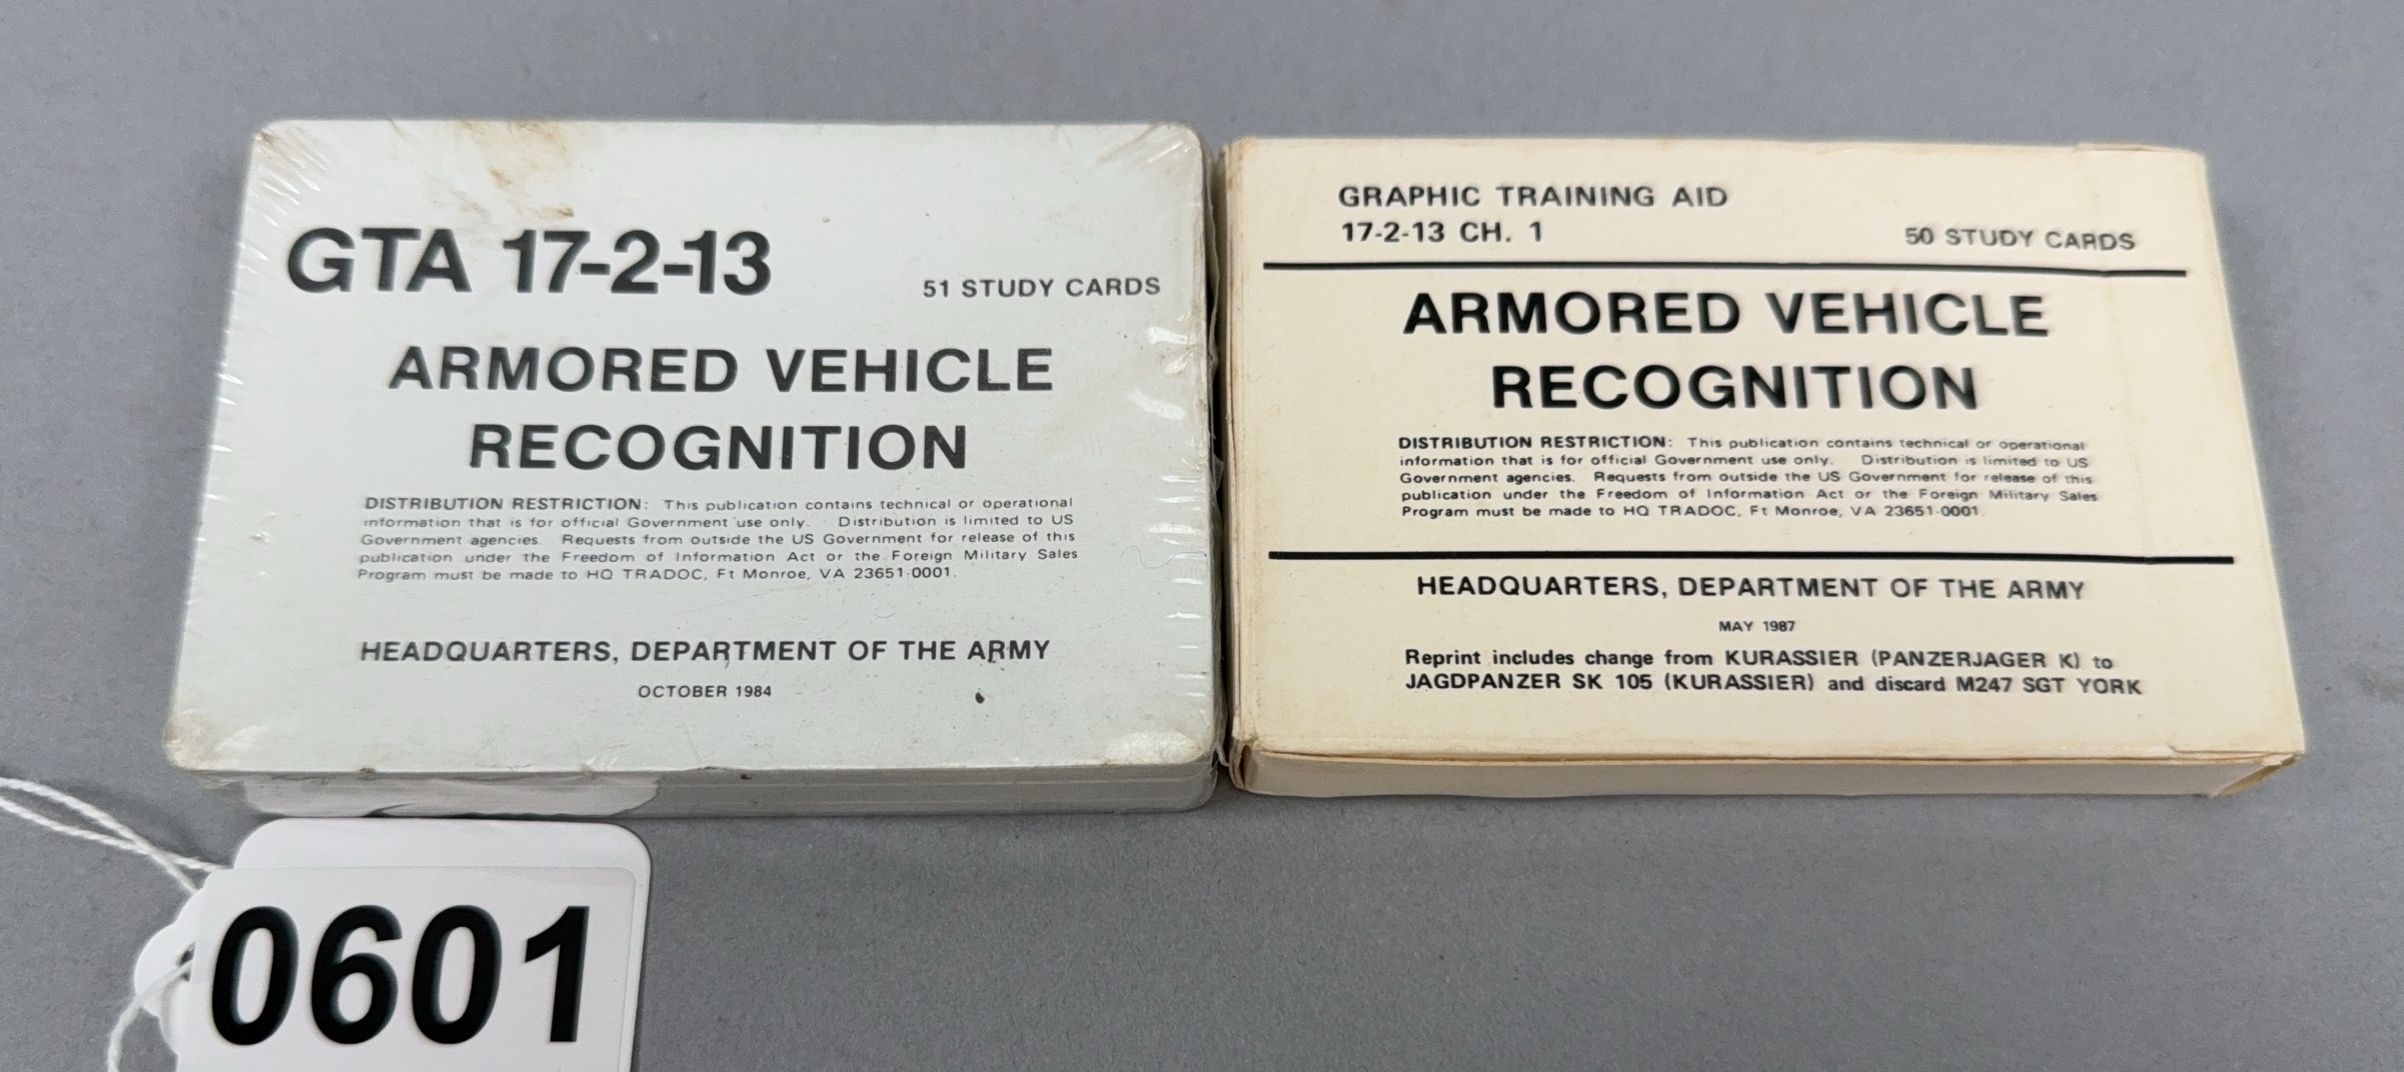 GTA 17-2-13
51 STUDY CARDS
ARMORED VEHICLE
RECOGNITION
DISTRIBUTION RESTRICTION: This publication contains technical or operational
information that is for official Government use only. Distribution is limited to US
Government agencies. Requests from outside the US Government for release of this
publication under the Freedom of Information Act or the Foreign Military Sales
Program must be made to HQ TRADOC, Ft Monroe, VA 23651-0001.
HEADQUARTERS, DEPARTMENT OF THE ARMY
OCTOBER 1984
GRAPHIC TRAINING AID
17-2-13 CH. 1
50 STUDY CARDS
ARMORED VEHICLE
RECOGNITION
DISTRIBUTION RESTRICTION: This publication contains technical or operational
information that is for official Government use only. Distribution is limited to US
Government agencies. Requests from outside the US Government for release of this
publication under the Freedom of Information Act or the Foreign Military Sales
Program must be made to HQ TRADOC, Ft Monroe, VA 23651-0001.
HEADQUARTERS, DEPARTMENT OF THE ARMY
MAY 1987
Reprint includes change from KURASSIER (PANZERJAGER K) to
JAGDPANZER SK 105 (KURASSIER) and discard M247 SGT YORK
0601